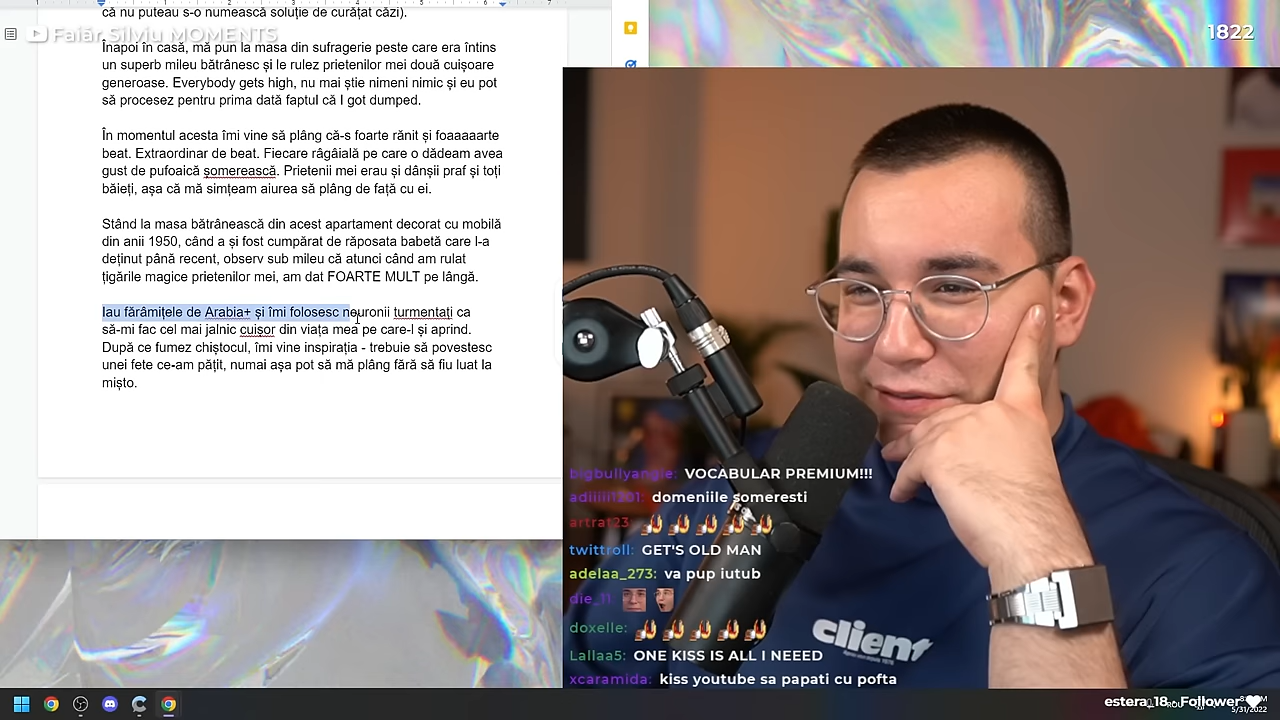 că nu puteau s-o numească soluție de curățat căzi).
Faiăr Silviu MOMENTS
1822
Înapoi în casă, mă pun la masa din sufragerie peste care era întins
un superb mileu bătrânesc și le rulez prietenilor mei două cuișoare
generoase. Everybody gets high, nu mai știe nimeni nimic și eu pot
să procesez pentru prima dată faptul că I got dumped.
În momentul acesta îmi vine să plâng că-s foarte rănit și foaaaaarte
beat. Extraordinar de beat. Fiecare râgâială pe care o dădeam avea
gust de pufoaică somerească. Prietenii mei erau și dânșii praf și toți
băieți, așa că mă simțeam aiurea să plâng de față cu ei.
Stând la masa bătrânească din acest apartament decorat cu mobilă
din anii 1950, când a și fost cumpărat de răposata babetă care l-a
deținut până recent, observ sub mileu că atunci când am rulat
țigările magice prietenilor mei, am dat FOARTE MULT pe lângă.
Iau fărâmițele de Arabia+ și îmi folosesc neuronii turmentați ca
să-mi fac cel mai jalnic cuisor din viața mea pe care-l și aprind.
După ce fumez chiștocul, îmi vine inspirația - trebuie să povestesc
unei fete ce-am pățit, numai așa pot să mă plâng fără să fiu luat la
mișto.
bigbullyangie: VOCABULAR PREMIUM!!!
adiiiii1201: domeniile someresti
artrat23
twittroll: GET'S OLD MAN
adelaa_273: va pup iutub
die_11
doxelle:
Lallaa5: ONE KISS IS ALL I NEEED
xcaramida: kiss youtube sa papati cu pofta
client
estera_18 - Follower
5/31/2022